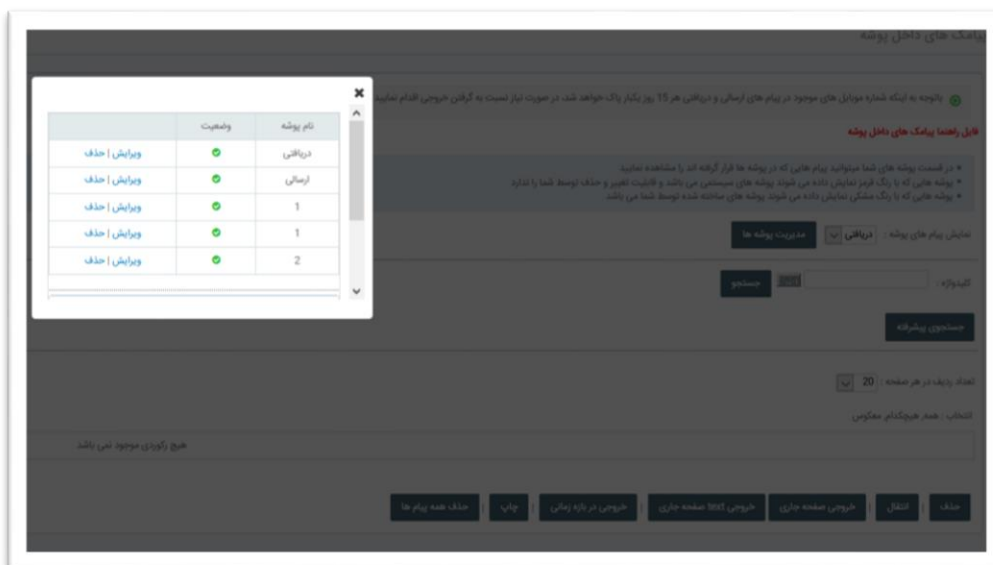 پیامک های داخل پوشه
باتوجه به اینکه شماره موبایل های موجود در پیام های ارسالی و دریافتی هر 15 روز یکبار پاک خواهد شد، در صورت نیاز نسبت به گرفتن خروجی اقدام نمایید
فایل راهنما پیامک های داخل پوشه
* در قسمت پوشه های شما میتوانید پیام هایی که در پوشه ها قرار گرفته اند را مشاهده نمایید
* پوشه هایی که با رنگ قرمز نمایش داده می شوند پوشه های سیستمی می باشد و قابلیت تغییر و حذف توسط شما را ندارد
* پوشه هایی که با رنگ مشکی نمایش داده می شوند پوشه های ساخته شده توسط شما می باشد.
نمایش پیام های پوشه : دریافتی مدیریت پوشه ها
کلیدواژه : جستجو
جستجوی پیشرفته
تعداد ردیف در هر صفحه : 20
انتخاب : همه, هیچکدام, معکوس
هیچ رکوردی موجود نمی باشد
حذف | انتقال | خروجی صفحه جاری خروجی text صفحه جاری | خروجی در بازه زمانی | چاپ | حذف همه پیام ها
نام پوشه وضعیت
دریافتی ویرایش | حذف
ارسالی ویرایش | حذف
1 ویرایش | حذف
1 ویرایش | حذف
2 ویرایش | حذف